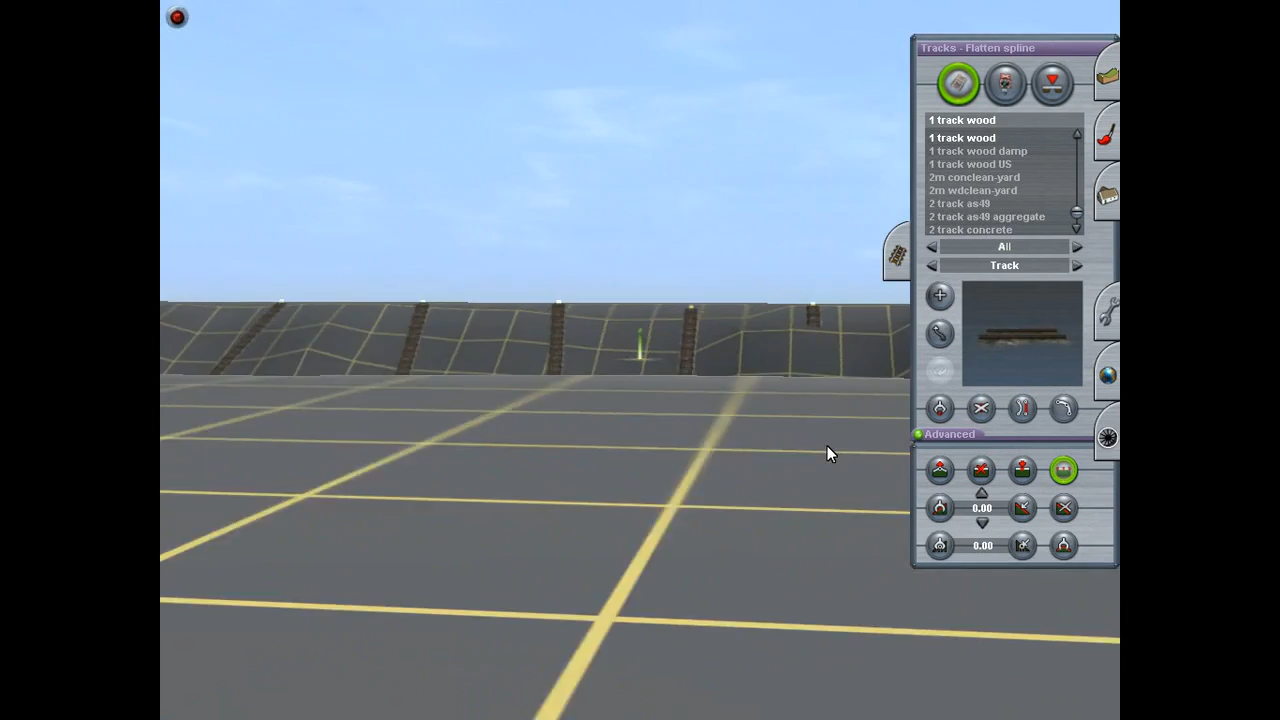 Tracks - Flatten spline
1 track wood
1 track wood
1 track wood damp
1 track wood US
2m conclean-yard
2m wdclean-yard
2 track as49
2 track as49 aggregate
2 track concrete
All
Track
Advanced
0.00
0.00